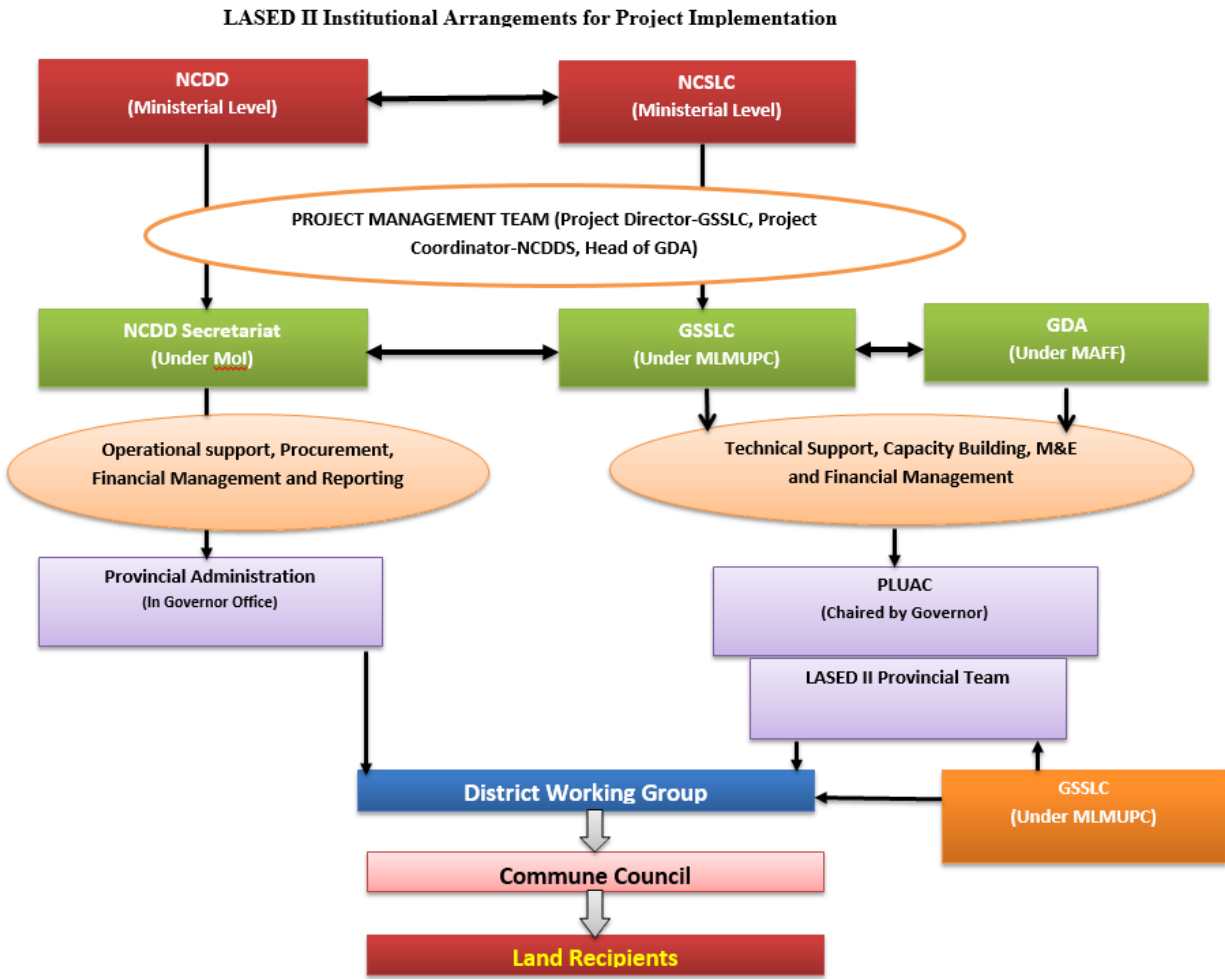 LASED II Institutional Arrangements for Project Implementation
NCDD
(Ministerial Level)
NCSLC
(Ministerial Level)
PROJECT MANAGEMENT TEAM (Project Director-GSSLC, Project
Coordinator-NCDDS, Head of GDA)
NCDD Secretariat
(Under MoI)
GSSLC
(Under MLMUPC)
GDA
(Under MAFF)
Operational support, Procurement,
Financial Management and Reporting
Technical Support, Capacity Building, M&E
and Financial Management
Provincial Administration
(In Governor Office)
PLUAC
(Chaired by Governor)
LASED II Provincial Team
District Working Group
GSSLC
(Under MLMUPC)
Commune Council
Land Recipients